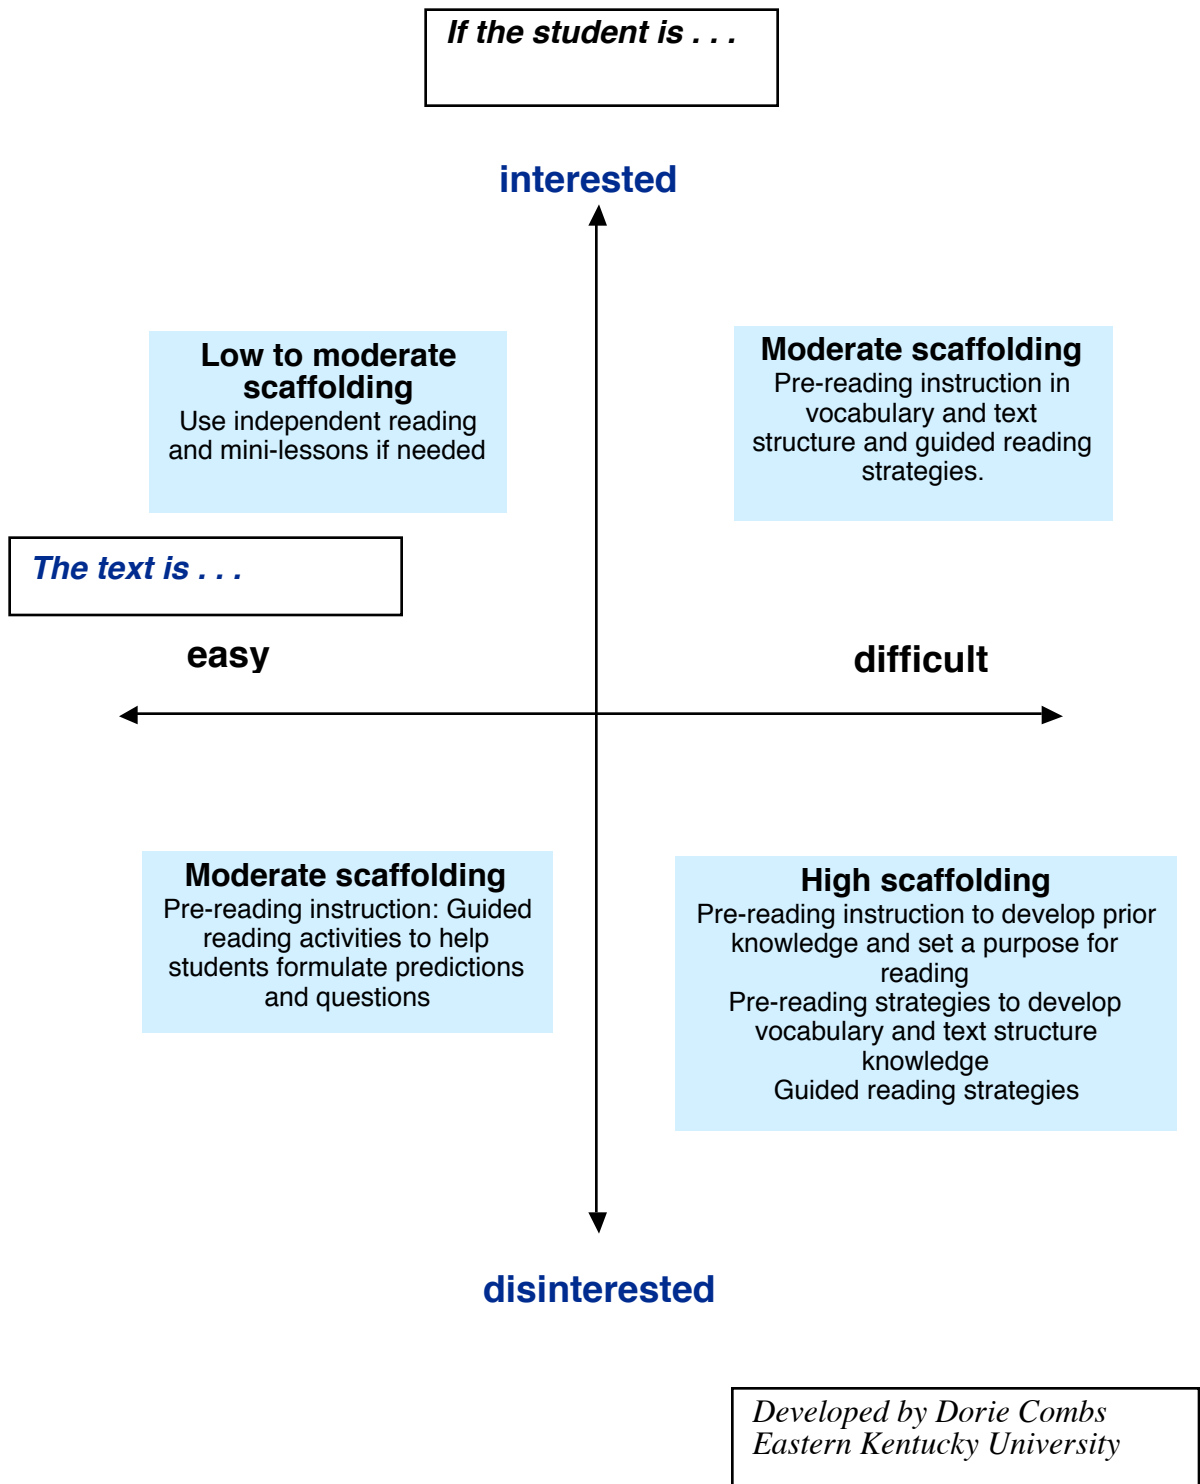 If the student is . . .
interested
Low to moderate
scaffolding
Use independent reading
and mini-lessons if needed
Moderate scaffolding
Pre-reading instruction in
vocabulary and text
structure and guided reading
strategies.
The text is . . .
easy
difficult
Moderate scaffolding
Pre-reading instruction: Guided
reading activities to help
students formulate predictions
and questions
High scaffolding
Pre-reading instruction to develop prior
knowledge and set a purpose for
reading
Pre-reading strategies to develop
vocabulary and text structure
knowledge
Guided reading strategies
disinterested
Developed by Dorie Combs
Eastern Kentucky University